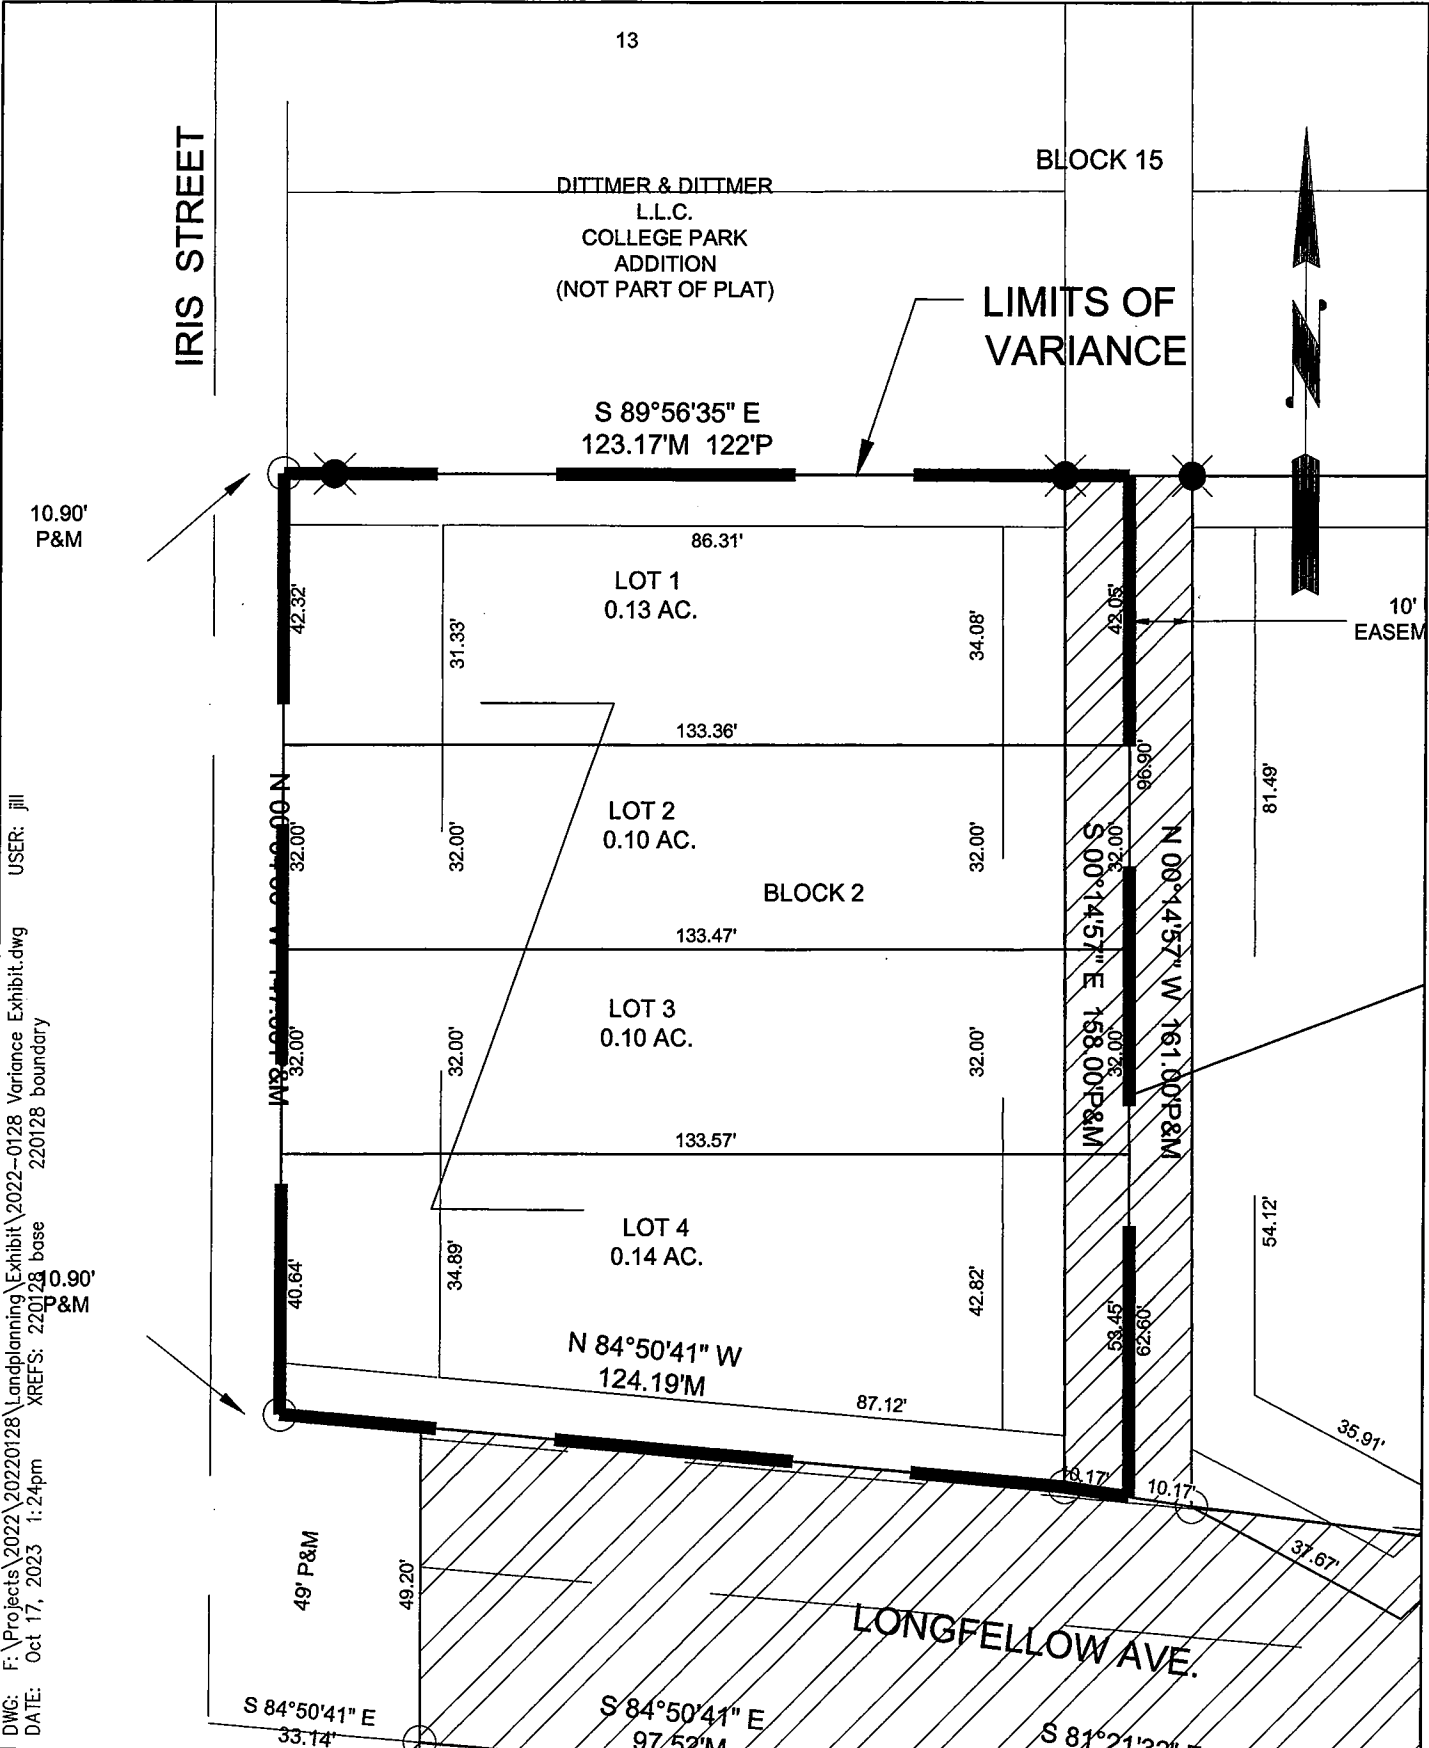 13
BLOCK 15
IRIS STREET
DITTMER & DITTMER
L.L.C.
COLLEGE PARK
ADDITION
(NOT PART OF PLAT)
LIMITS OF
VARIANCE
S 89°56'35" E
123.17'M 122'P
10.90'
P&M
86.31'
LOT 1
0.13 AC.
42.32'
31.33'
34.08'
42.05'
10'
EASEM
133.36'
96.90'
81.49'
LOT 2
0.10 AC.
32.00'
32.00'
32.00'
32.00'
BLOCK 2
S 00°14'57" E 158.00'P&M
N 00°14'57" W 161.00'P&M
133.47'
LOT 3
0.10 AC.
32.00'
32.00'
32.00'
32.00'
133.57'
LOT 4
0.14 AC.
40.64'
34.89'
42.82'
53.45'
62.60'
54.12'
10.90'
P&M
N 84°50'41" W
124.19'M
87.12'
35.91'
10.17'
37.67'
49' P&M
49.20'
LONGFELLOW AVE.
S 84°50'41" E
33.14'
S 84°50'41" E
97.52'M
DWG: F:\Projects\2022\20220128\Landplanning\Exhibit\2022-0128 Variance Exhibit.dwg USER: jill
DATE: Oct 17, 2023 1:24pm XREFS: 220128 base 220128 boundary